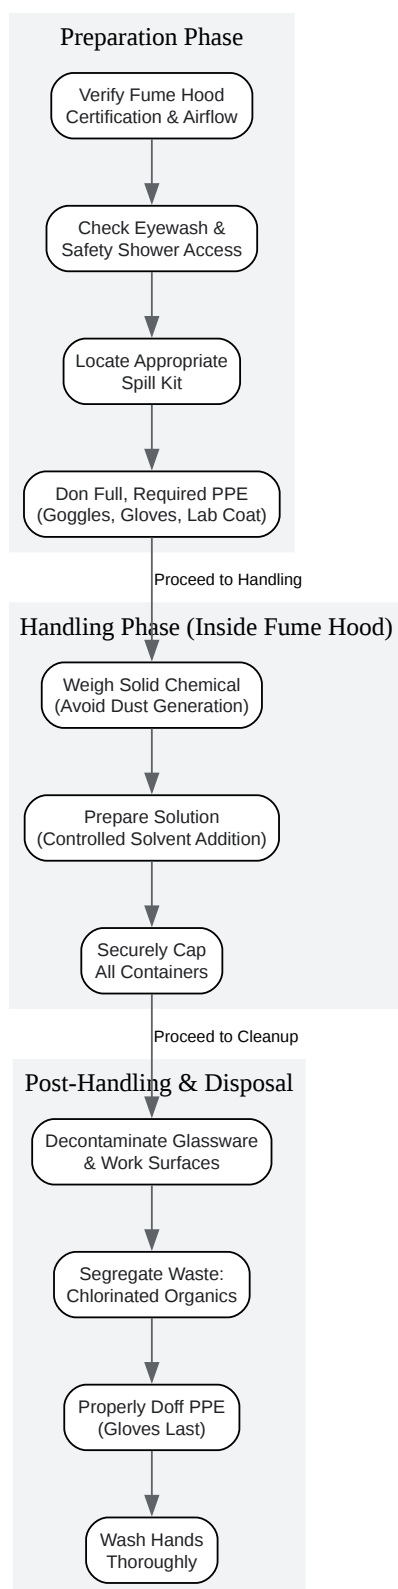 Preparation Phase
Verify Fume Hood
Certification & Airflow
Check Eyewash &
Safety Shower Access
Locate Appropriate
Spill Kit
Don Full, Required PPE
(Goggles, Gloves, Lab Coat)
Proceed to Handling
Handling Phase (Inside Fume Hood)
Weigh Solid Chemical
(Avoid Dust Generation)
Prepare Solution
(Controlled Solvent Addition)
Securely Cap
All Containers
Proceed to Cleanup
Post-Handling & Disposal
Decontaminate Glassware
& Work Surfaces
Segregate Waste:
Chlorinated Organics
Properly Doff PPE
(Gloves Last)
Wash Hands
Thoroughly